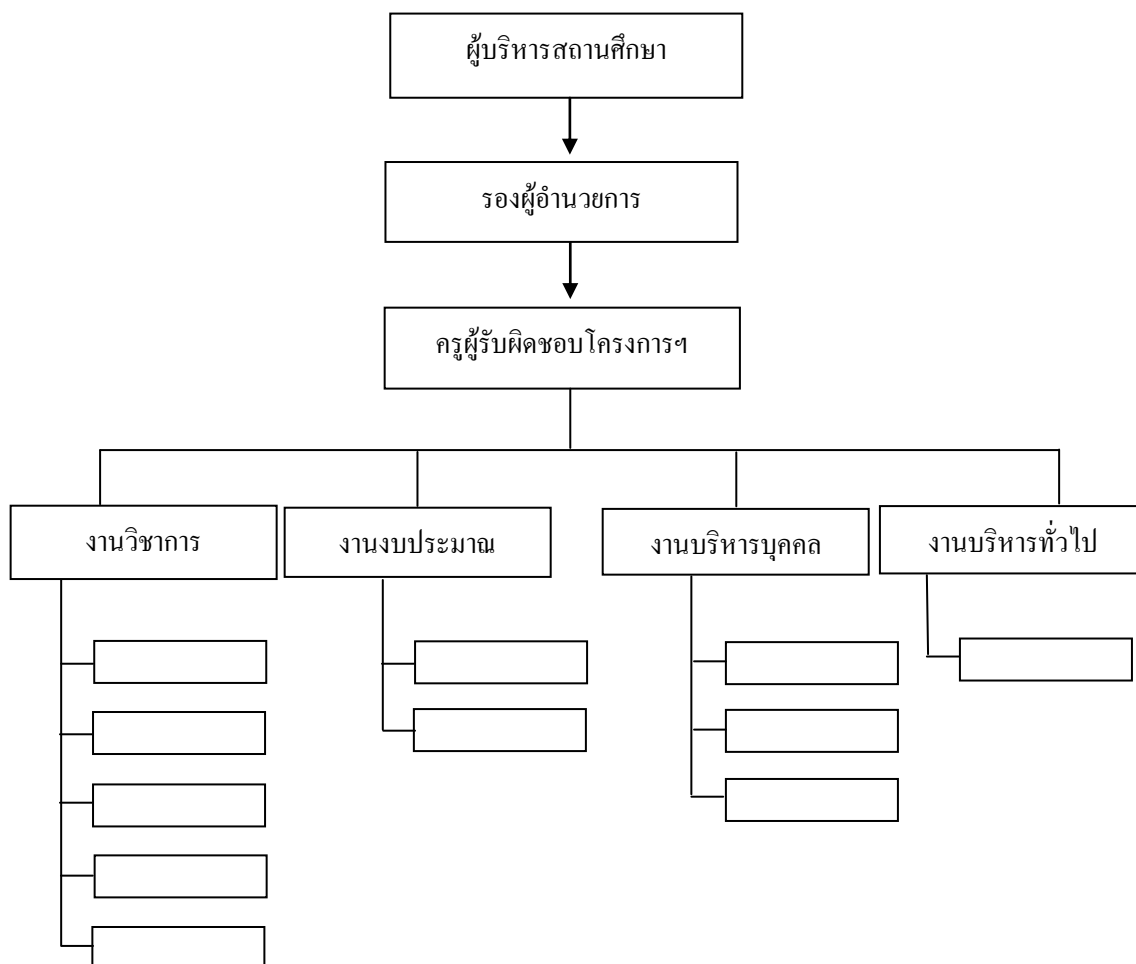 ผู้บริหารสถานศึกษา
รองผู้อำนวยการ
ครูผู้รับผิดชอบโครงการฯ
งานวิชาการ
งานงบประมาณ
งานบริหารบุคคล
งานบริหารทั่วไป